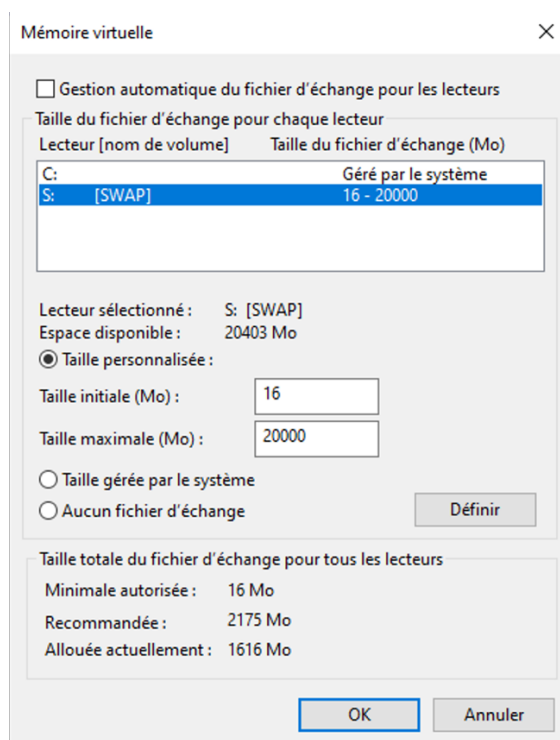 Mémoire virtuelle
Gestion automatique du fichier d'échange pour les lecteurs
Taille du fichier d'échange pour chaque lecteur
Lecteur [nom de volume] Taille du fichier d'échange (Mo)
C: Géré par le système
S: [SWAP] 16 - 20000
Lecteur sélectionné : S: [SWAP]
Espace disponible : 20403 Mo
Taille personnalisée :
Taille initiale (Mo) : 16
Taille maximale (Mo) : 20000
Taille gérée par le système
Aucun fichier d'échange Définir
Taille totale du fichier d'échange pour tous les lecteurs
Minimale autorisée : 16 Mo
Recommandée : 2175 Mo
Allouée actuellement : 1616 Mo
OK Annuler